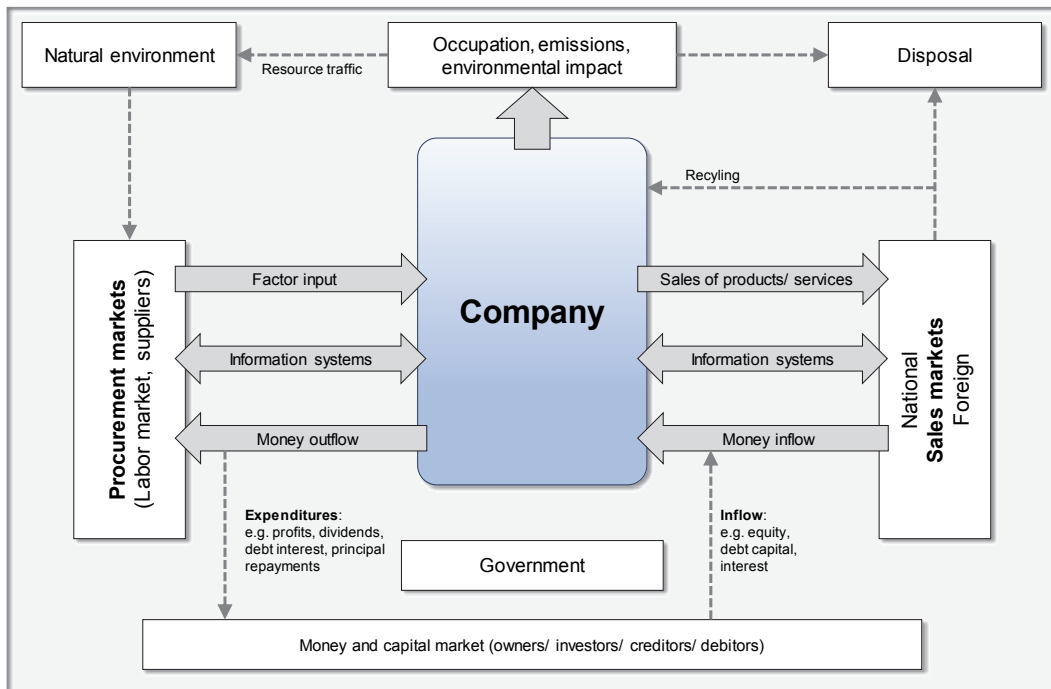 Natural environment
Occupation, emissions,
environmental impact
Disposal
Resource traffic
Recyling
Procurement markets
(Labor market, suppliers)
Factor input
Information systems
Money outflow
Company
Sales of products/ services
Information systems
Money inflow
National
Sales markets
Foreign
Expenditures:
e.g. profits, dividends,
debt interest, principal
repayments
Government
Inflow:
e.g. equity,
debt capital,
interest
Money and capital market (owners/ investors/ creditors/ debitors)